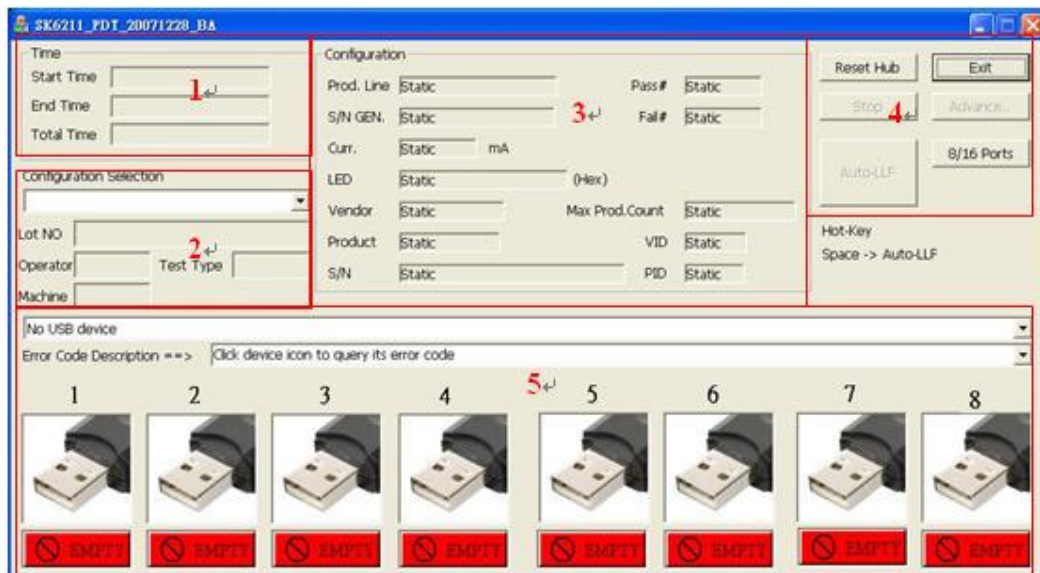 SK6211_PDT_20071228_BA
Time
Start Time
End Time
Total Time
1
Configuration Selection
Lot NO
2
Operator Test Type
Machine
Configuration
Prod. Line Static Pass# Static
S/N GEN. Static 3 Fail# Static
Curr. Static mA
LED Static (Hex)
Vendor Static Max Prod.Count Static
Product Static VID Static
S/N Static PID Static
Reset Hub Exit
Stop 4 Advance..
Auto-LLF 8/16 Ports
Hot-Key
Space -> Auto-LLF
No USB device
Error Code Description ==> Click device icon to query its error code
5
1 2 3 4 5 6 7 8
EMPTY EMPTY EMPTY EMPTY EMPTY EMPTY EMPTY EMPTY